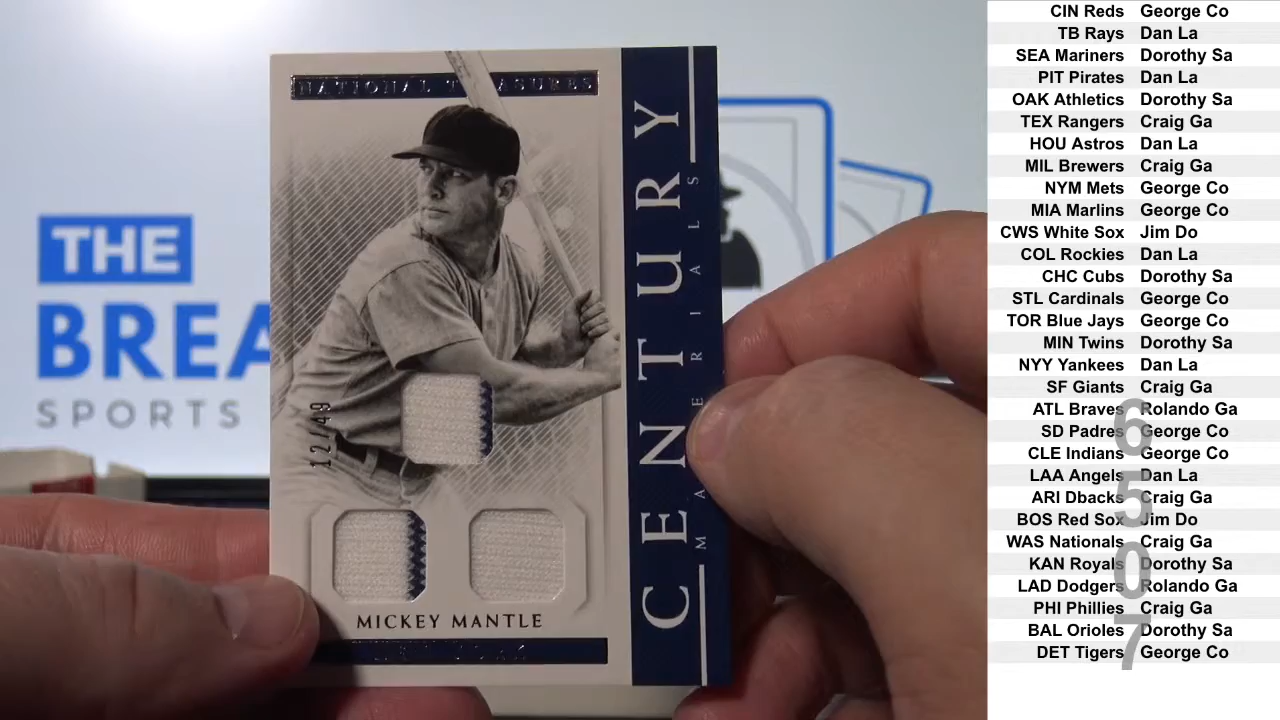 THE
BREA
SPORTS
NATIONAL TREASURES
CENTURY
MATERIALS
12/49
MICKEY MANTLE
CIN Reds George Co
TB Rays Dan La
SEA Mariners Dorothy Sa
PIT Pirates Dan La
OAK Athletics Dorothy Sa
TEX Rangers Craig Ga
HOU Astros Dan La
MIL Brewers Craig Ga
NYM Mets George Co
MIA Marlins George Co
CWS White Sox Jim Do
COL Rockies Dan La
CHC Cubs Dorothy Sa
STL Cardinals George Co
TOR Blue Jays George Co
MIN Twins Dorothy Sa
NYY Yankees Dan La
SF Giants Craig Ga
ATL Braves Rolando Ga
SD Padres George Co
CLE Indians George Co
LAA Angels Dan La
ARI Dbacks Craig Ga
BOS Red Sox Jim Do
WAS Nationals Craig Ga
KAN Royals Dorothy Sa
LAD Dodgers Rolando Ga
PHI Phillies Craig Ga
BAL Orioles Dorothy Sa
DET Tigers George Co
6507